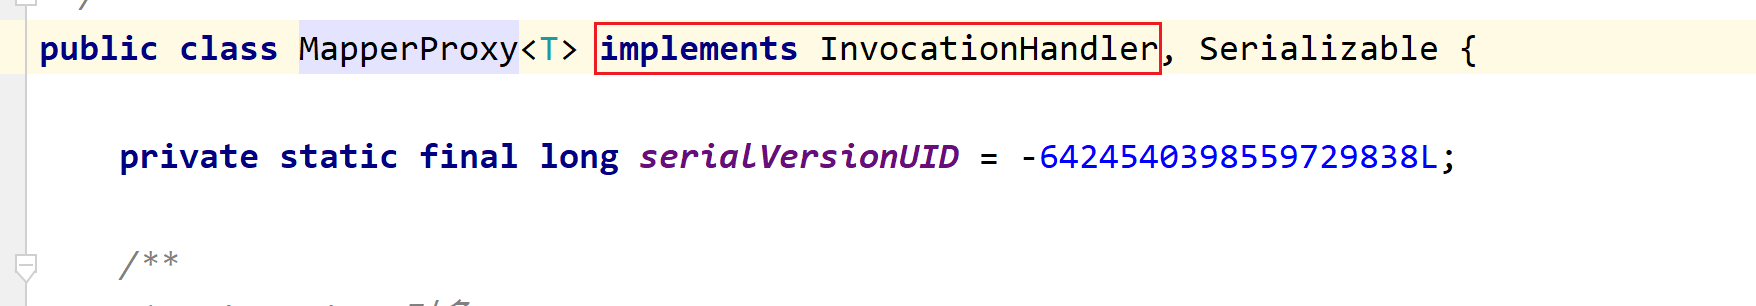 public class MapperProxy<T> implements InvocationHandler, Serializable {
private static final long serialVersionUID = -6424540398559729838L;
/**